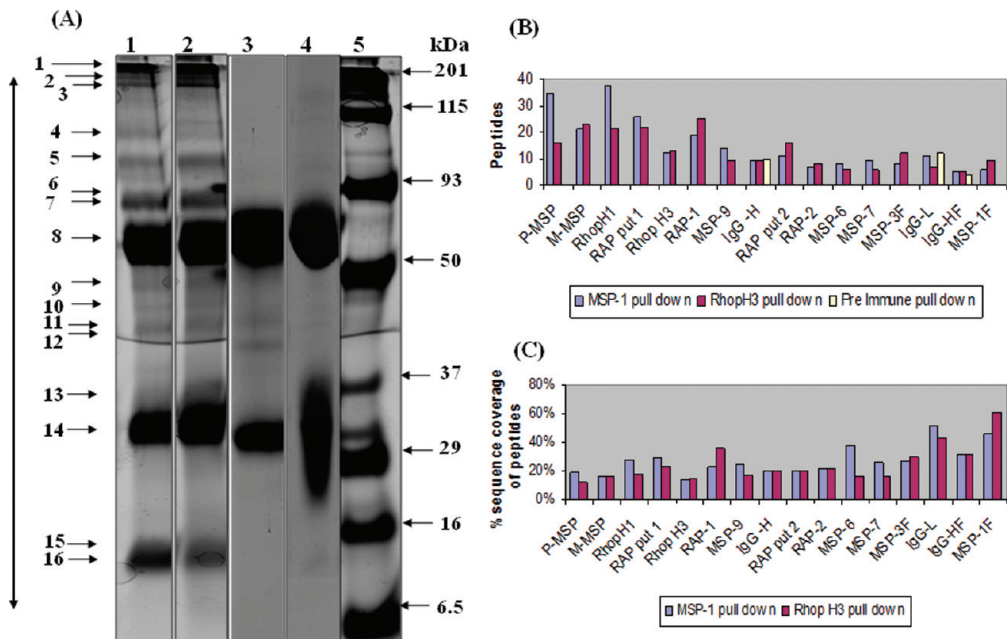 (A)
1 2 3 4 5 kDa
1
2
3
4
5
6
7
8
9
10
11
12
13
14
15
16
201
115
93
50
37
29
16
6.5
(B)
Peptides
40
30
20
10
0
P-MSP
M-MSP
RhopH1
RAP put 1
Rhop H3
RAP-1
MSP-9
IgG -H
RAP put 2
RAP-2
MSP-6
MSP-7
MSP-3F
IgG-L
IgG-HF
MSP-1F
MSP-1 pull down
RhopH3 pull down
Pre Immune pull down
(C)
% sequence coverage
of peptides
80%
60%
40%
20%
0%
P-MSP
M-MSP
RhopH1
RAP put 1
Rhop H3
RAP-1
MSP-9
IgG-H
RAP put 2
RAP-2
MSP-6
MSP-7
MSP-3F
IgG-L
IgG-HF
MSP-1F
MSP-1 pull down
Rhop H3 pull down